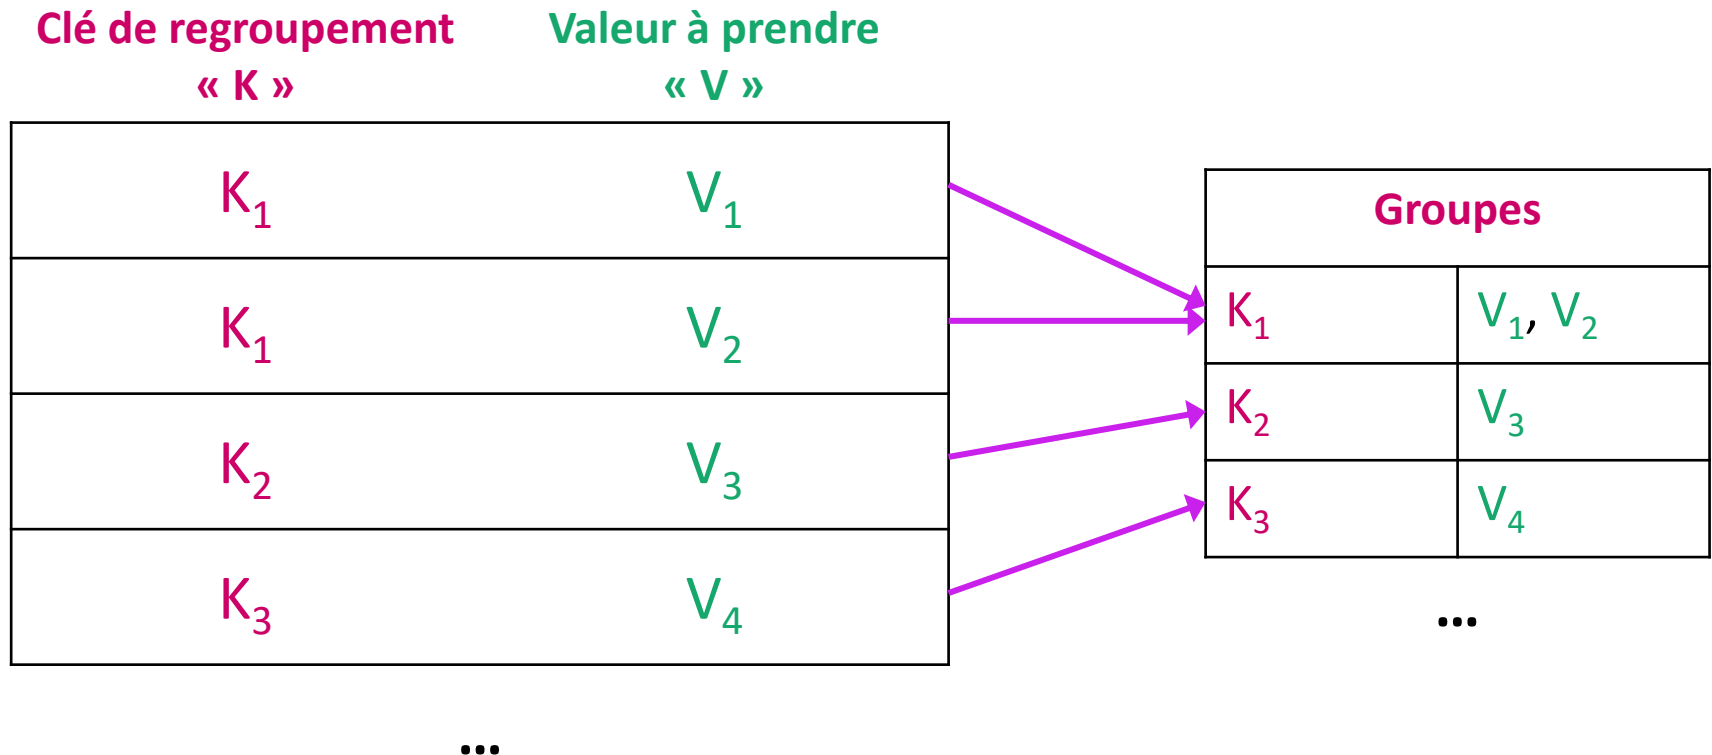 Clé de regroupement Valeur à prendre
« K » « V »
K₁ V₁
K₁ V₂
K₂ V₃
K₃ V₄
...
Groupes
K₁ V₁, V₂
K₂ V₃
K₃ V₄
...